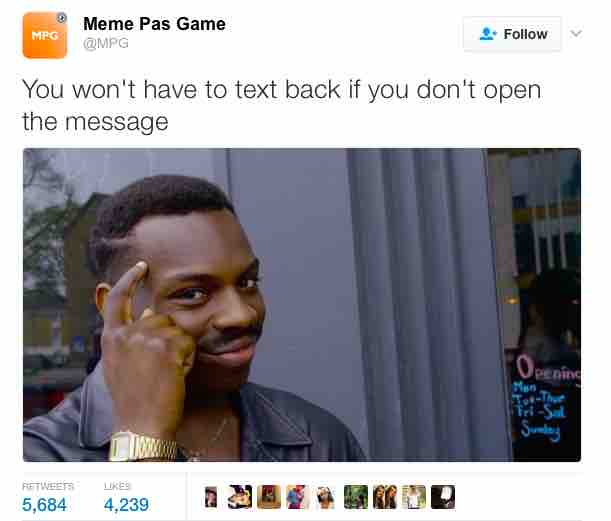 MPG
Meme Pas Game
@MPG
Follow
You won't have to text back if you don't open
the message
Opening
Mon
Tue-Thur
Fri-Sat
Sunday
RETWEETS
LIKES
5,684
4,239